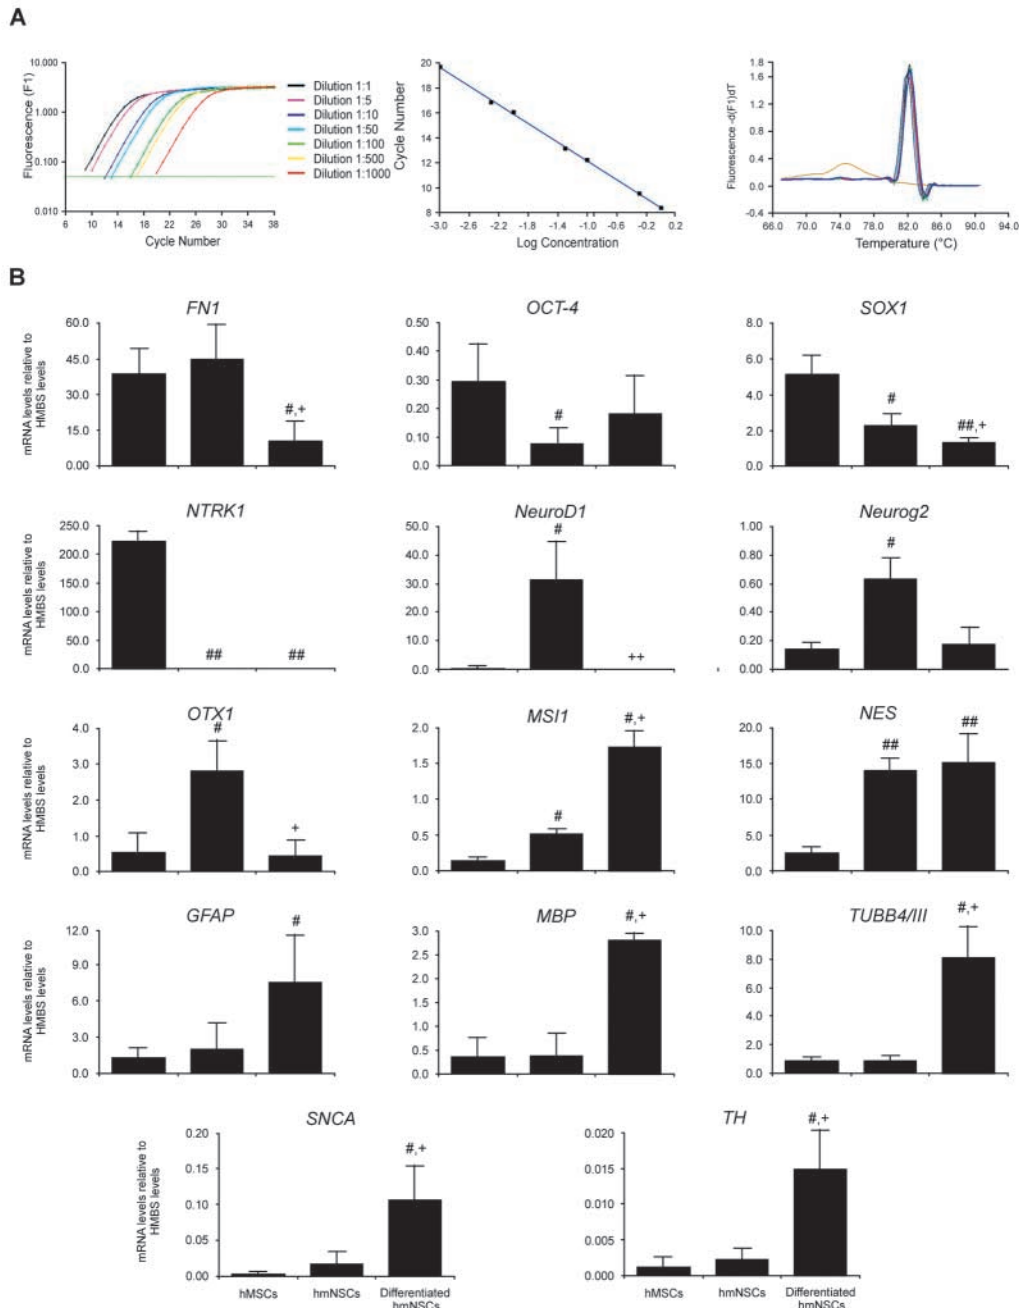 A
Fluorescence (F1)
10.000
1.000
0.100
0.010
6 10 14 18 22 26 30 34 38
Cycle Number
Dilution 1:1
Dilution 1:5
Dilution 1:10
Dilution 1:50
Dilution 1:100
Dilution 1:500
Dilution 1:1000
Cycle Number
20
18
16
14
12
10
8
-3.0 -2.6 -2.2 -1.8 -1.4 -1.0 -0.6 -0.2 0.2
Log Concentration
Fluorescence -d(F1)dT
1.8
1.6
1.2
0.8
0.4
0.0
-0.4
66.0 70.0 74.0 78.0 82.0 86.0 90.0 94.0
Temperature (°C)
B
FN1
mRNA levels relative to
HMBS levels
60.0
45.0
30.0
15.0
0.00
#,+
OCT-4
0.50
0.40
0.30
0.20
0.10
0.0
#
SOX1
8.0
6.0
4.0
2.0
0.0
#
##,+
NTRK1
mRNA levels relative to
HMBS levels
250.0
200.0
150.0
100.0
50.0
0.0
##
##
NeuroD1
50.0
40.0
30.0
20.0
10.0
0.0
#
++
Neurog2
1.00
0.80
0.60
0.40
0.20
0.00
#
OTX1
mRNA levels relative to
HMBS levels
4.0
3.0
2.0
1.0
0.0
#
+
MSI1
2.0
1.5
1.0
0.5
0.0
#
#,+
NES
20.0
15.0
10.0
5.0
0.0
##
##
GFAP
mRNA levels relative to
HMBS levels
12.0
9.0
6.0
3.0
0.0
#
MBP
3.0
2.5
2.0
1.5
1.0
0.5
0.0
#,+
TUBB4/III
10.0
8.0
6.0
4.0
2.0
0.0
#,+
SNCA
mRNA levels relative to
HMBS levels
0.20
0.15
0.10
0.05
0.00
#,+
hMSCs
hmNSCs
Differentiated
hmNSCs
TH
0.020
0.015
0.010
0.005
0.000
#,+
hMSCs
hmNSCs
Differentiated
hmNSCs